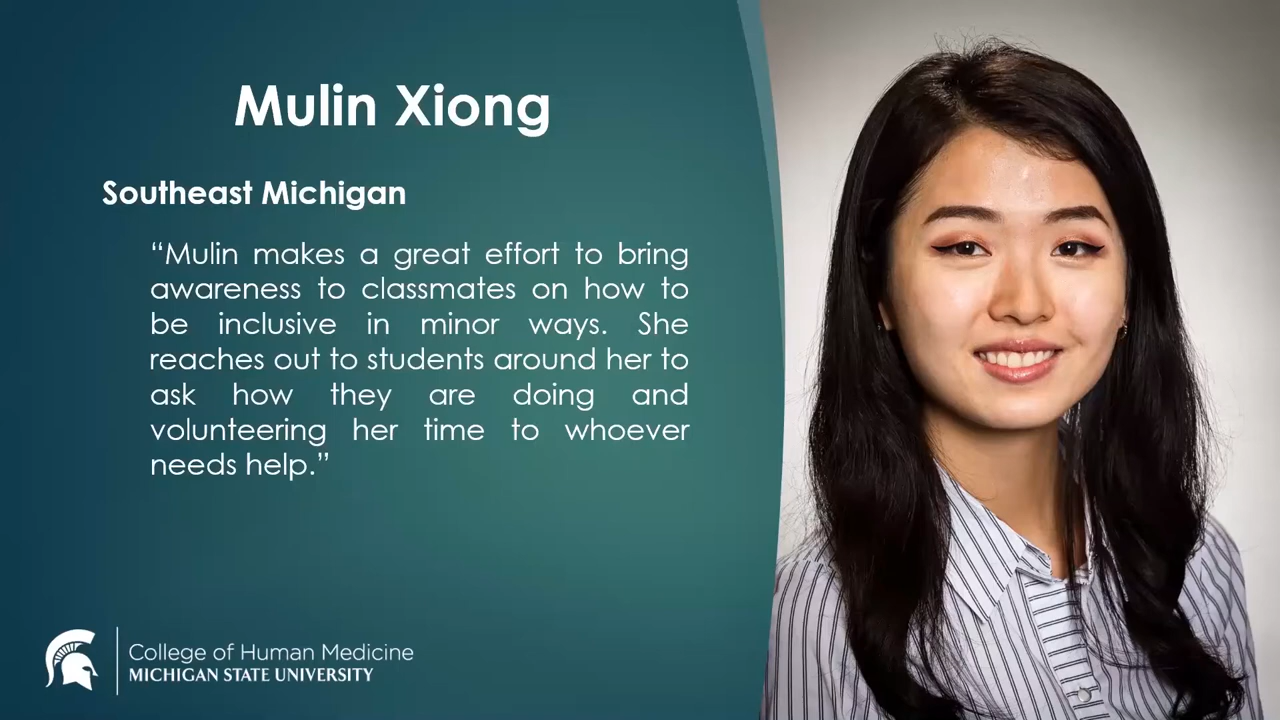 Mulin Xiong
Southeast Michigan
“Mulin makes a great effort to bring
awareness to classmates on how to
be inclusive in minor ways. She
reaches out to students around her to
ask how they are doing and
volunteering her time to whoever
needs help.”
College of Human Medicine
MICHIGAN STATE UNIVERSITY